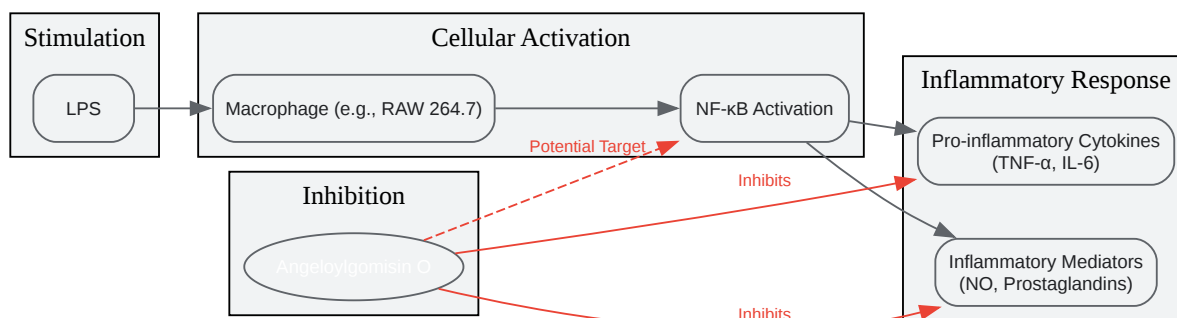 Stimulation
LPS
Cellular Activation
Macrophage (e.g., RAW 264.7)
NF-κB Activation
Potential Target
Inflammatory Response
Pro-inflammatory Cytokines
(TNF-α, IL-6)
Inhibits
Inhibition
Angeloylgomisin O
Inflammatory Mediators
(NO, Prostaglandins)
Inhibits